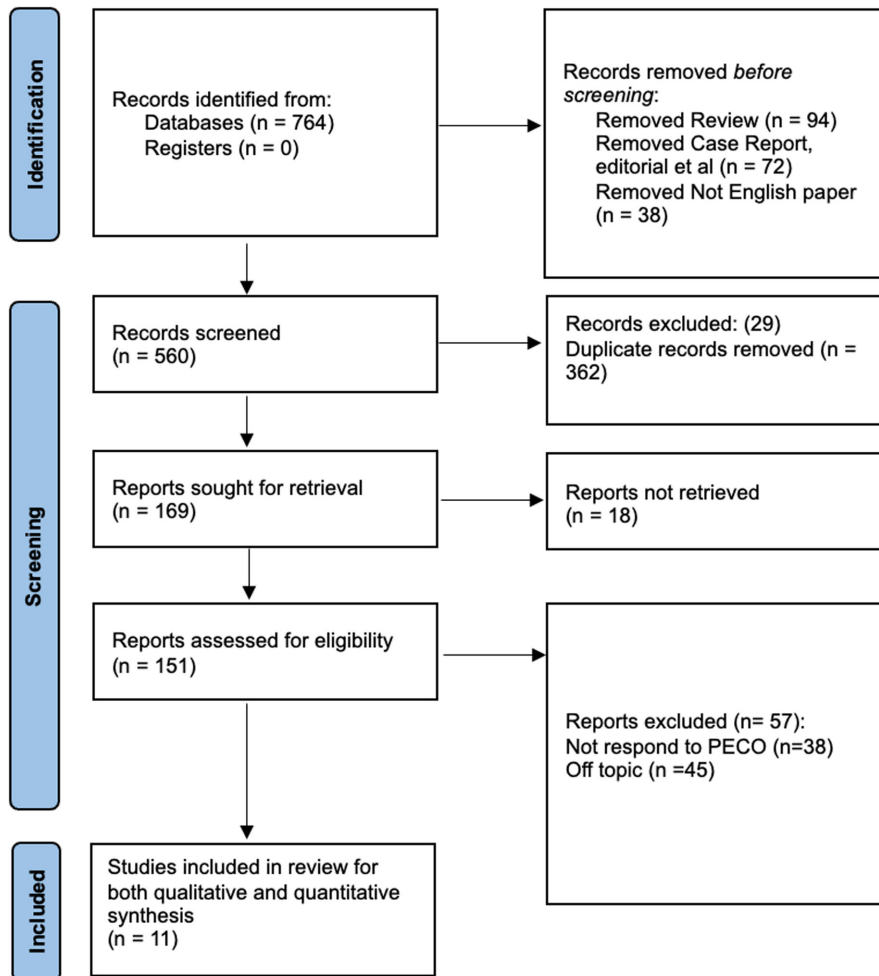 Identification
Records identified from:
Databases (n = 764)
Registers (n = 0)
Records removed before
screening:
Removed Review (n = 94)
Removed Case Report,
editorial et al (n = 72)
Removed Not English paper
(n = 38)
Screening
Records screened
(n = 560)
Records excluded: (29)
Duplicate records removed (n =
362)
Reports sought for retrieval
(n = 169)
Reports not retrieved
(n = 18)
Reports assessed for eligibility
(n = 151)
Reports excluded (n= 57):
Not respond to PECO (n=38)
Off topic (n =45)
Included
Studies included in review for
both qualitative and quantitative
synthesis
(n = 11)